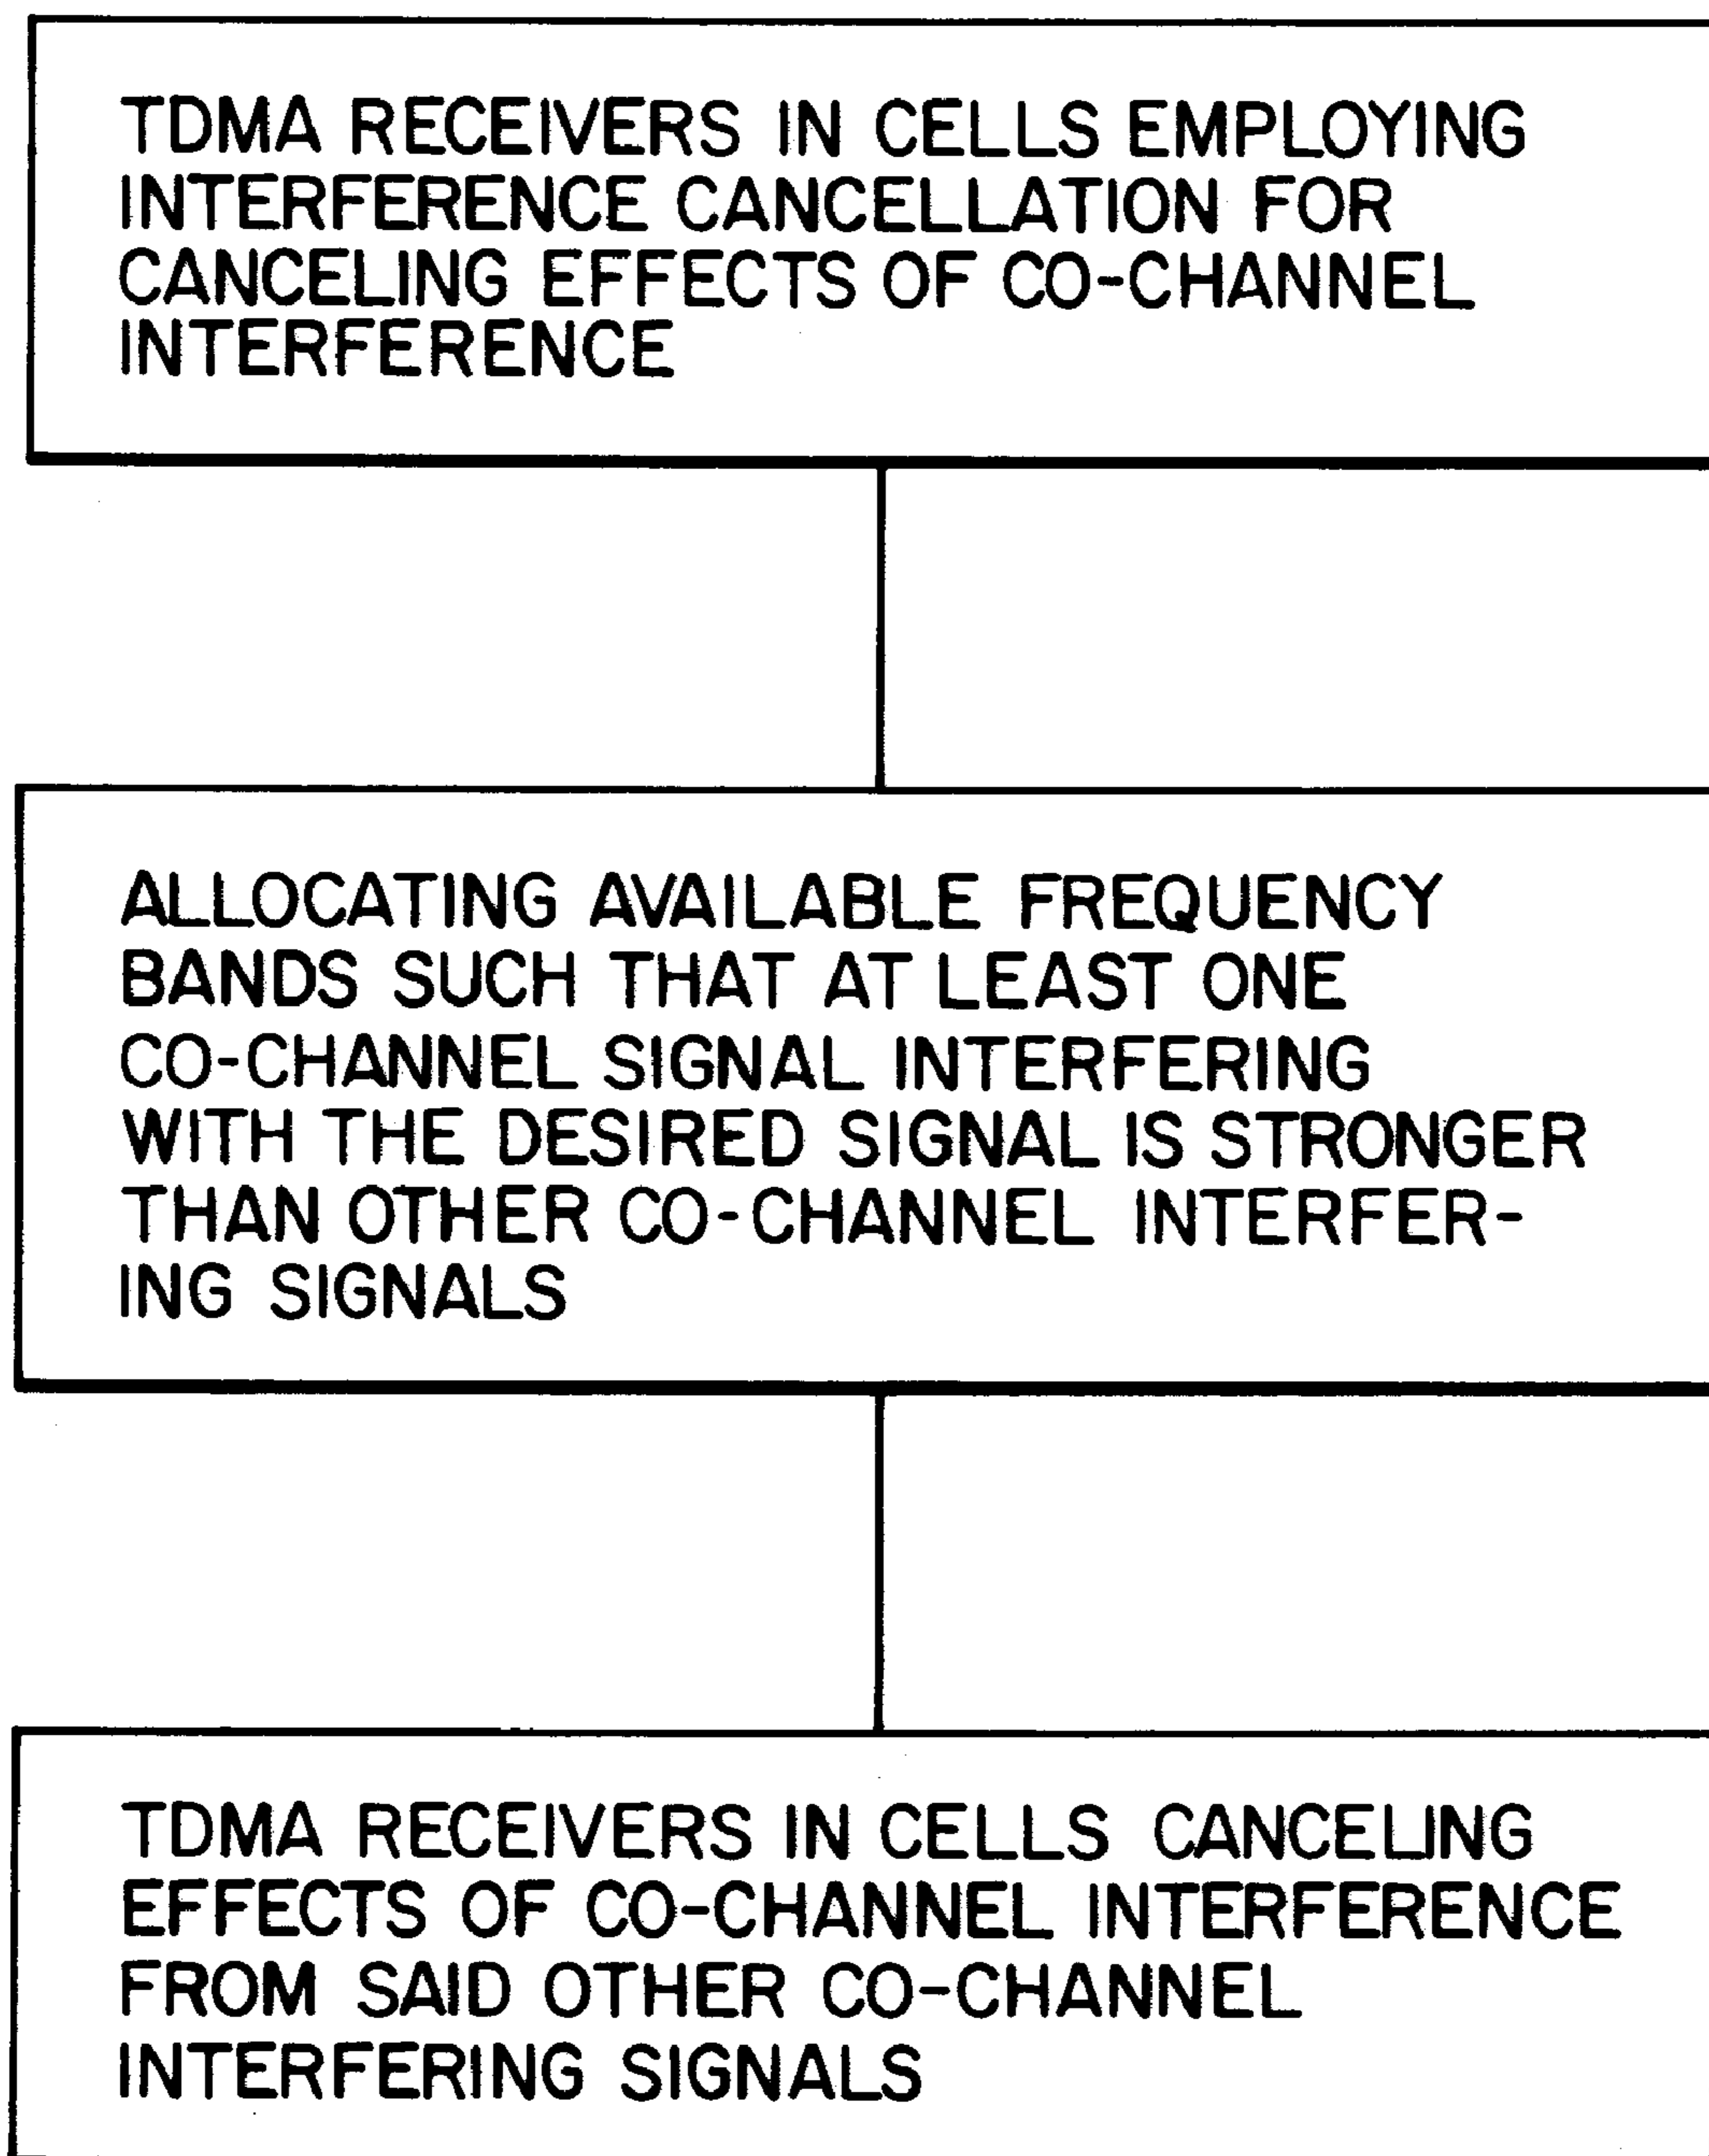 TDMA RECEIVERS IN CELLS EMPLOYING
INTERFERENCE CANCELLATION FOR
CANCELING EFFECTS OF CO-CHANNEL
INTERFERENCE
ALLOCATING AVAILABLE FREQUENCY
BANDS SUCH THAT AT LEAST ONE
CO-CHANNEL SIGNAL INTERFERING
WITH THE DESIRED SIGNAL IS STRONGER
THAN OTHER CO-CHANNEL INTERFER-
ING SIGNALS
TDMA RECEIVERS IN CELLS CANCELING
EFFECTS OF CO-CHANNEL INTERFERENCE
FROM SAID OTHER CO-CHANNEL
INTERFERING SIGNALS